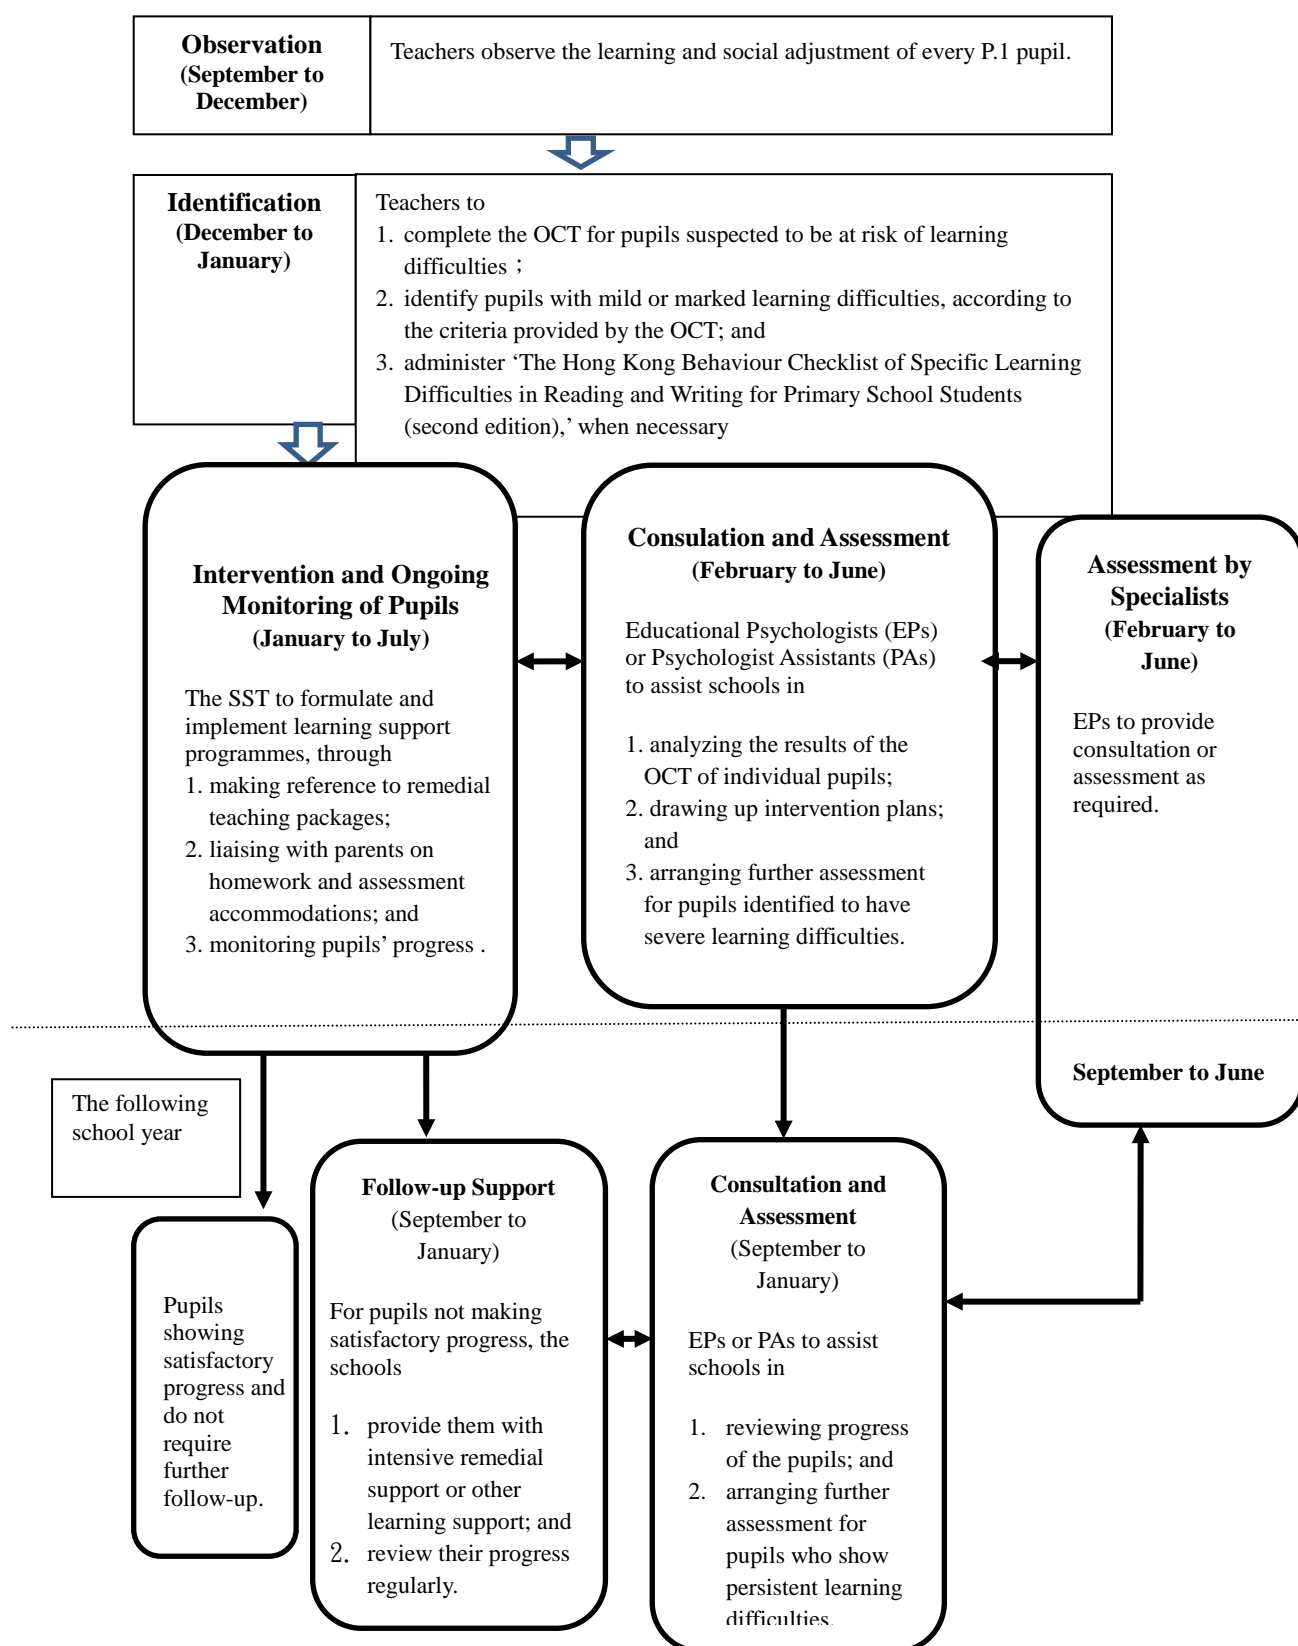 Observation
(September to
December)
Teachers observe the learning and social adjustment of every P.1 pupil.
Identification
(December to
January)
Teachers to
1. complete the OCT for pupils suspected to be at risk of learning
difficulties；
2. identify pupils with mild or marked learning difficulties, according to
the criteria provided by the OCT; and
3. administer ‘The Hong Kong Behaviour Checklist of Specific Learning
Difficulties in Reading and Writing for Primary School Students
(second edition),’ when necessary
Intervention and Ongoing
Monitoring of Pupils
(January to July)
The SST to formulate and
implement learning support
programmes, through
1. making reference to remedial
teaching packages;
2. liaising with parents on
homework and assessment
accommodations; and
3. monitoring pupils’ progress .
Consulation and Assessment
(February to June)
Educational Psychologists (EPs)
or Psychologist Assistants (PAs)
to assist schools in
1. analyzing the results of the
OCT of individual pupils;
2. drawing up intervention plans;
and
3. arranging further assessment
for pupils identified to have
severe learning difficulties.
Assessment by
Specialists
(February to
June)
EPs to provide
consultation or
assessment as
required.
September to June
The following
school year
Pupils
showing
satisfactory
progress and
do not
require
further
follow-up.
Follow-up Support
(September to
January)
For pupils not making
satisfactory progress, the
schools
1. provide them with
intensive remedial
support or other
learning support; and
2. review their progress
regularly.
Consultation and
Assessment
(September to
January)
EPs or PAs to assist
schools in
1. reviewing progress
of the pupils; and
2. arranging further
assessment for
pupils who show
persistent learning
difficulties.